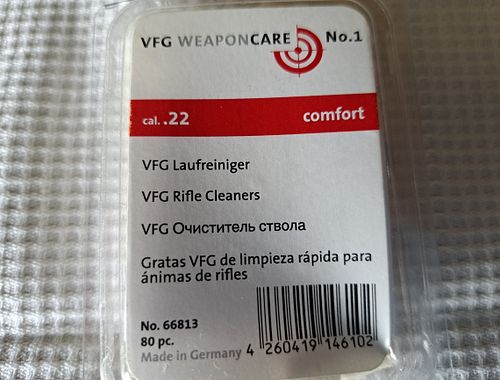 VFG WEAPONCARE No.1
cal. .22 comfort
VFG Laufreiniger
VFG Rifle Cleaners
VFG Очиститель ствола
Gratas VFG de limpieza rápida para
ánimas de rifles
No. 66813
80 pc.
Made in Germany 4 260419 146102